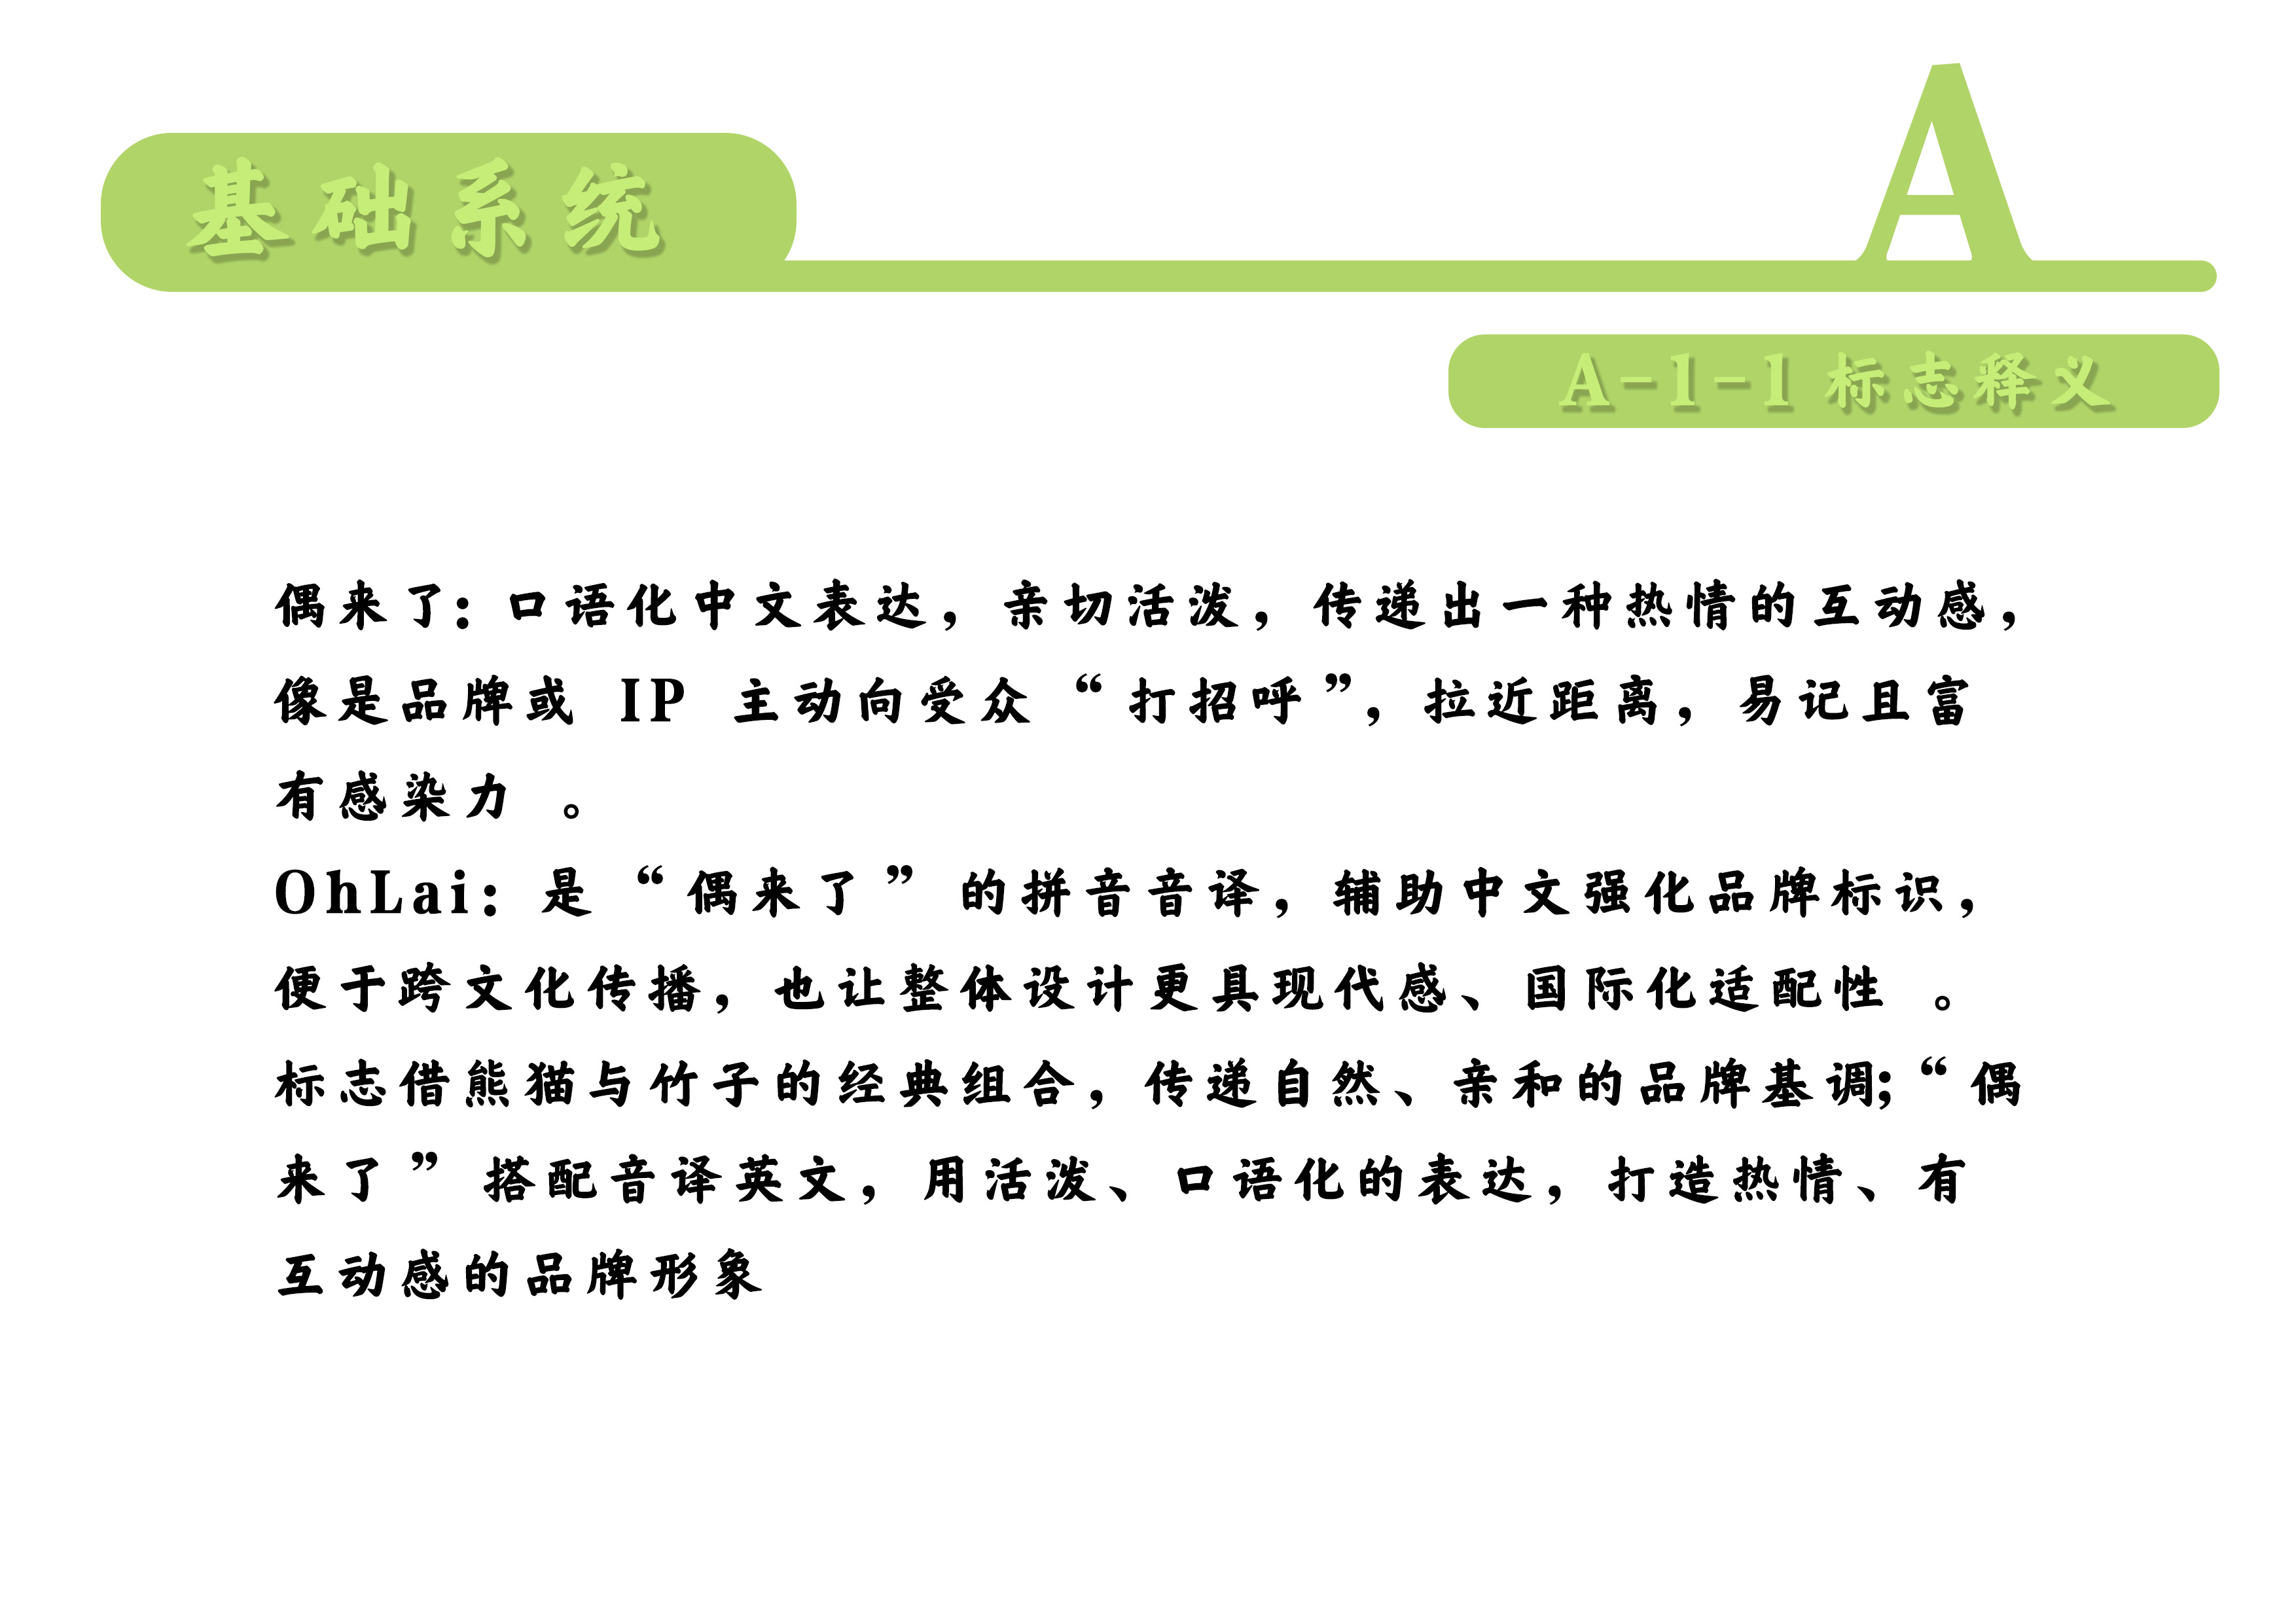 基础系统
A
A-1-1 标志释义
偶来了：口语化中文表达，亲切活泼，传递出一种热情的互动感，
像是品牌或 IP 主动向受众 “打招呼”，拉近距离，易记且富
有感染力 。
OhLai：是 “偶来了” 的拼音音译，辅助中文强化品牌标识，
便于跨文化传播，也让整体设计更具现代感、国际化适配性 。
标志借熊猫与竹子的经典组合，传递自然、亲和的品牌基调；“偶
来了” 搭配音译英文，用活泼、口语化的表达，打造热情、有
互动感的品牌形象